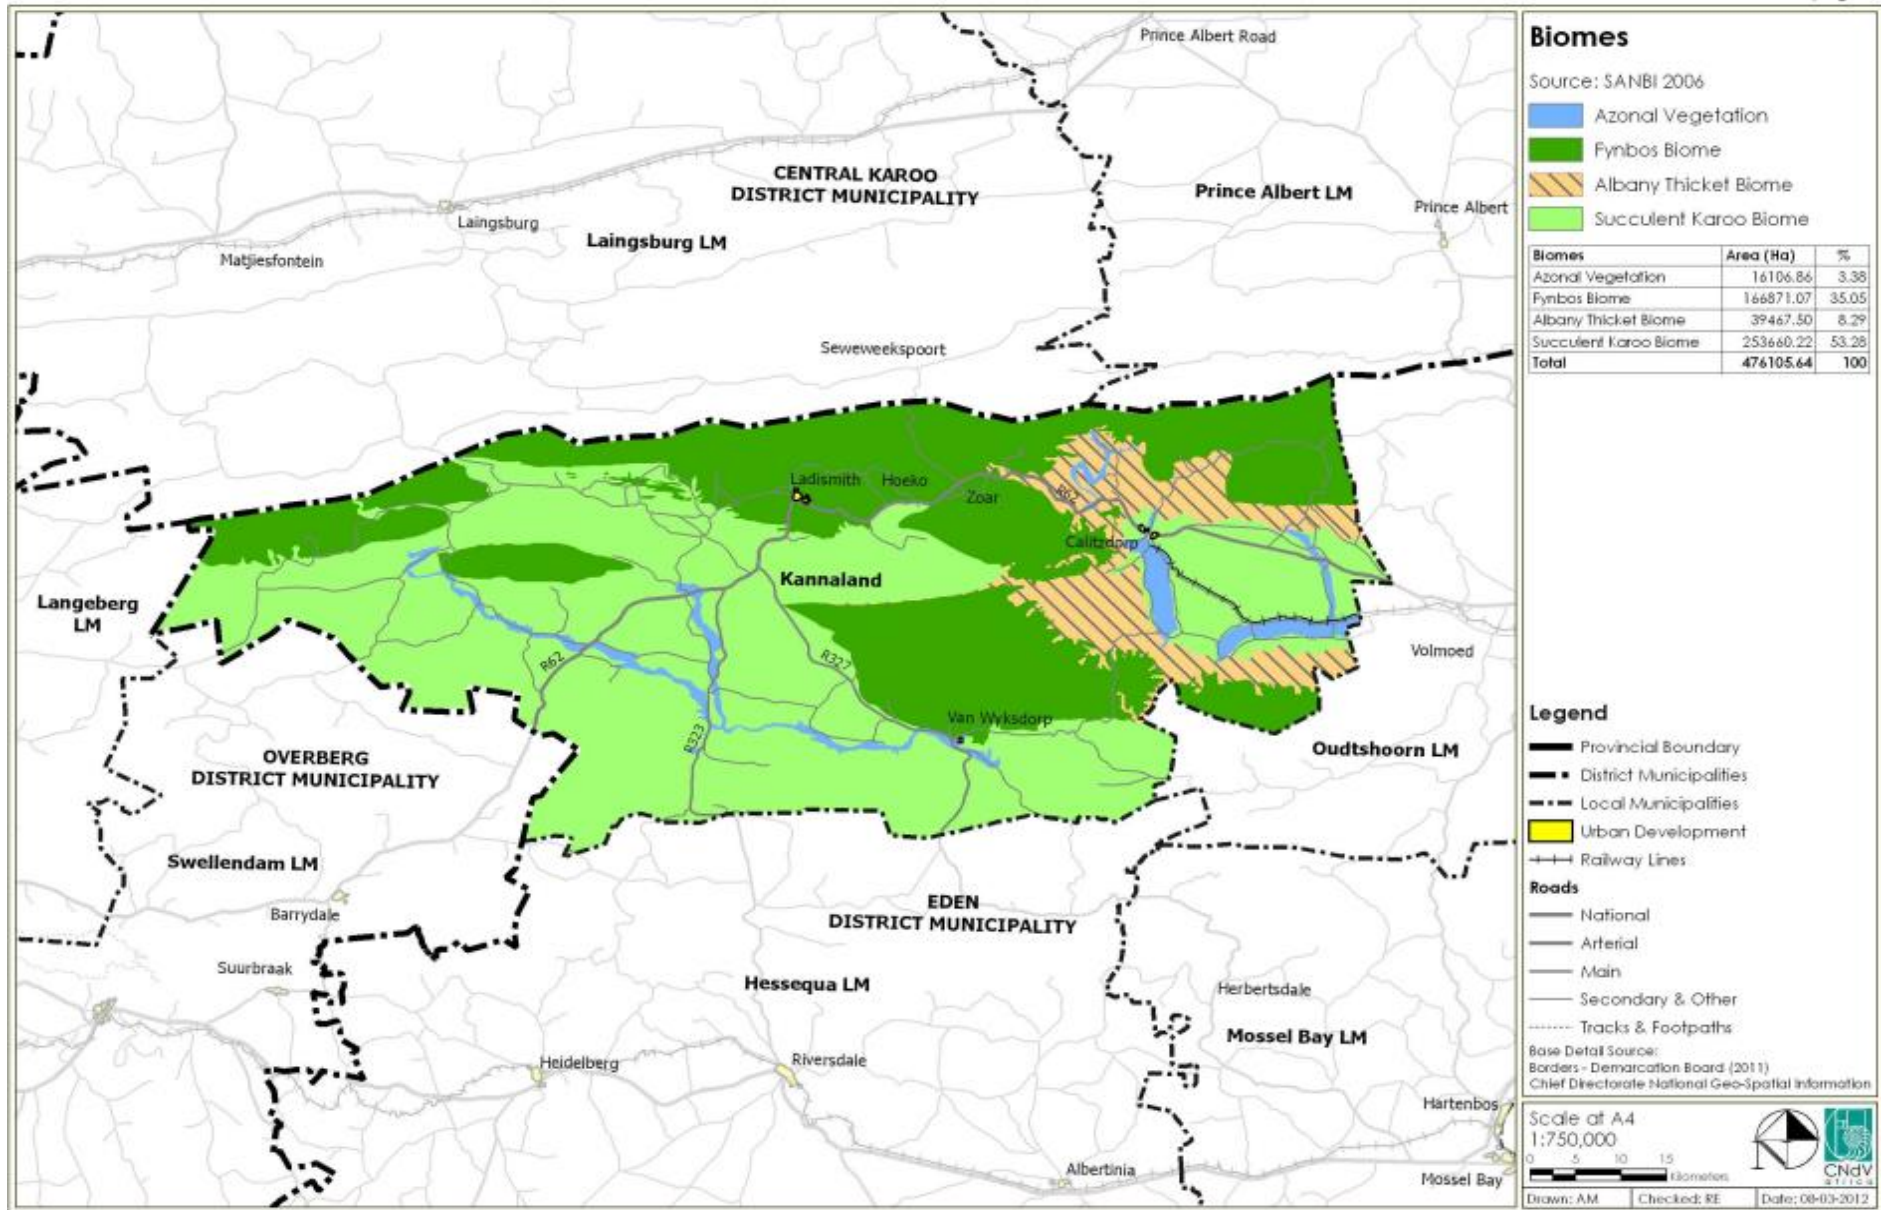 Prince Albert Road
CENTRAL KAROO
DISTRICT MUNICIPALITY
Prince Albert LM
Prince Albert
Laingsburg
Laingsburg LM
Matjiesfontein
Seweweekspoort
Ladismith
Hoeko
Zoar
R62
Calitzdorp
Kannaland
Langeberg
LM
Volmoed
R62
R327
Van Wyksdorp
R323
Oudtshoorn LM
OVERBERG
DISTRICT MUNICIPALITY
Swellendam LM
Barrydale
EDEN
DISTRICT MUNICIPALITY
Suurbraak
Hessequa LM
Herbertsdale
Mossel Bay LM
Heidelberg
Riversdale
Hartenbos
Albertinia
Mossel Bay
Biomes
Source: SANBI 2006
Azonal Vegetation
Fynbos Biome
Albany Thicket Biome
Succulent Karoo Biome
Biomes Area (Ha) %
Azonal Vegetation 16106.86 3.38
Fynbos Biome 166871.07 35.05
Albany Thicket Biome 39467.50 8.29
Succulent Karoo Biome 253660.22 53.28
Total 476105.64 100
Legend
Provincial Boundary
District Municipalities
Local Municipalities
Urban Development
Railway Lines
Roads
National
Arterial
Main
Secondary & Other
Tracks & Footpaths
Base Detail Source:
Borders - Demarcation Board (2011)
Chief Directorate National Geo-Spatial Information
Scale at A4
1:750,000
0 5 10 15
Kilometers
CNdV
africa
Drawn: AM Checked: RE Date: 08-03-2012